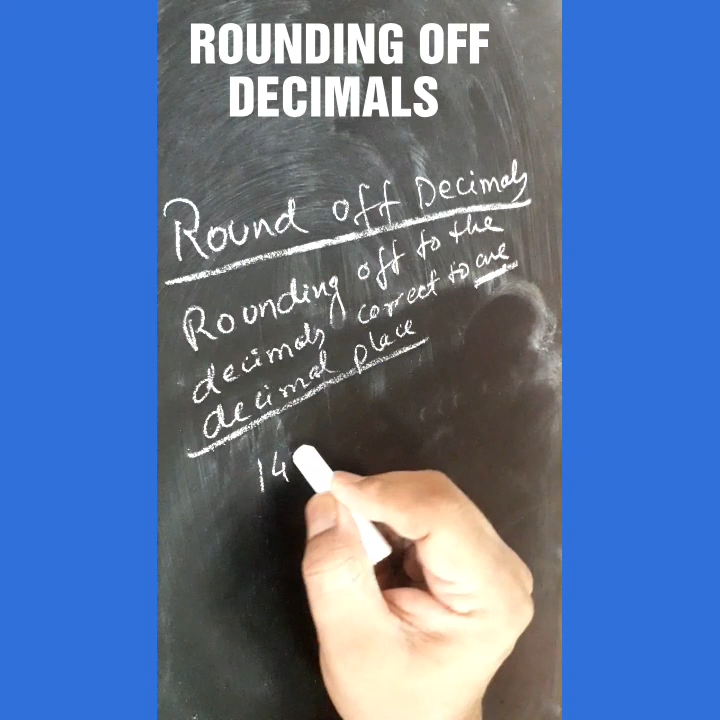 ROUNDING OFF
DECIMALS
Round off Decimals
Rounding off to the
decimals correct to one
decimal place
14